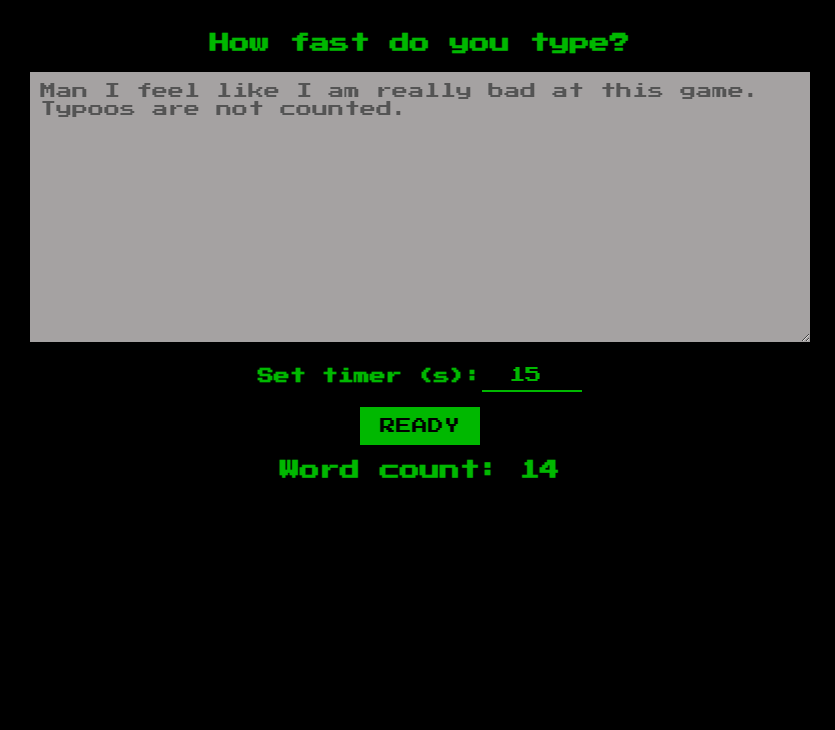 How fast do you type?
Man I feel like I am really bad at this game.
Typoos are not counted.
Set timer (s): 15
READY
Word count: 14